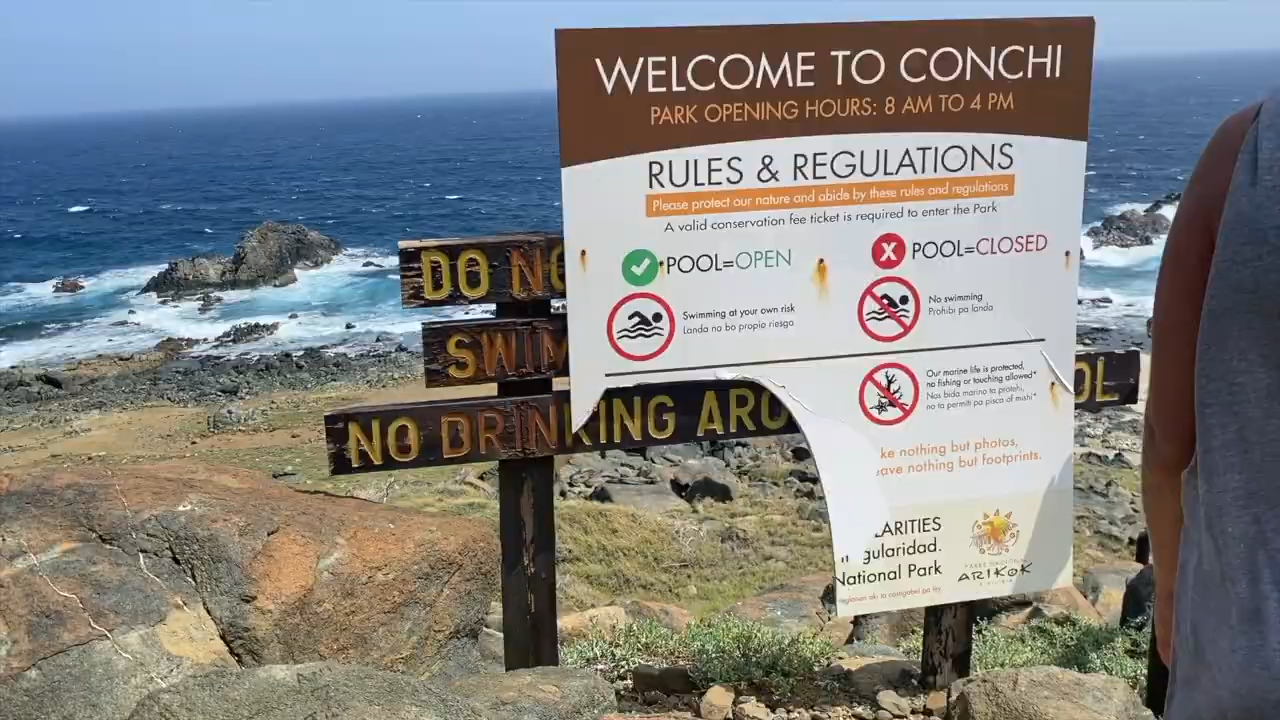 WELCOME TO CONCHI
PARK OPENING HOURS: 8 AM TO 4 PM
RULES & REGULATIONS
Please protect our nature and abide by these rules and regulations
A valid conservation fee ticket is required to enter the Park
POOL=OPEN
Swimming at your own risk
Landa na bo propio riesgo
POOL=CLOSED
No swimming
Prohibi pa landa
Our marine life is protected,
no fishing or touching allowed*
Nos bida marino ta protehi,
no ta permiti pa pisca of mishi*
ke nothing but photos,
eave nothing but footprints.
LARITIES
gularidad.
National Park
ARIKOK
DO NO
SWIM
NO DRINKING ARO
OL